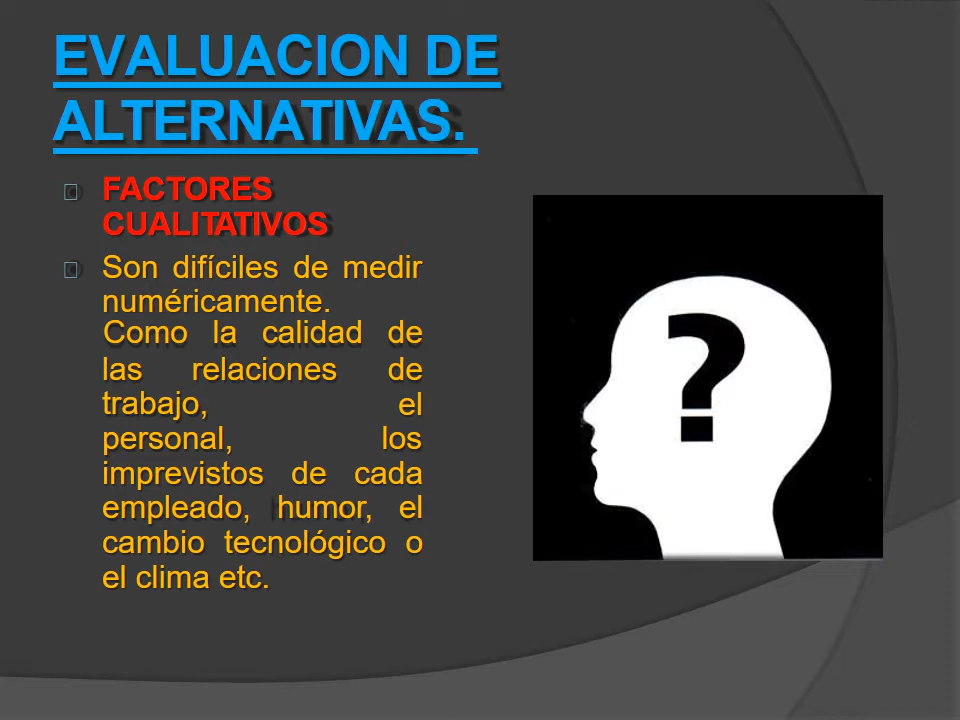 EVALUACION DE
ALTERNATIVAS.
FACTORES
CUALITATIVOS
Son difíciles de medir
numéricamente.
Como la calidad de
las relaciones de
trabajo, el
personal, los
imprevistos de cada
empleado, humor, el
cambio tecnológico o
el clima etc.
?